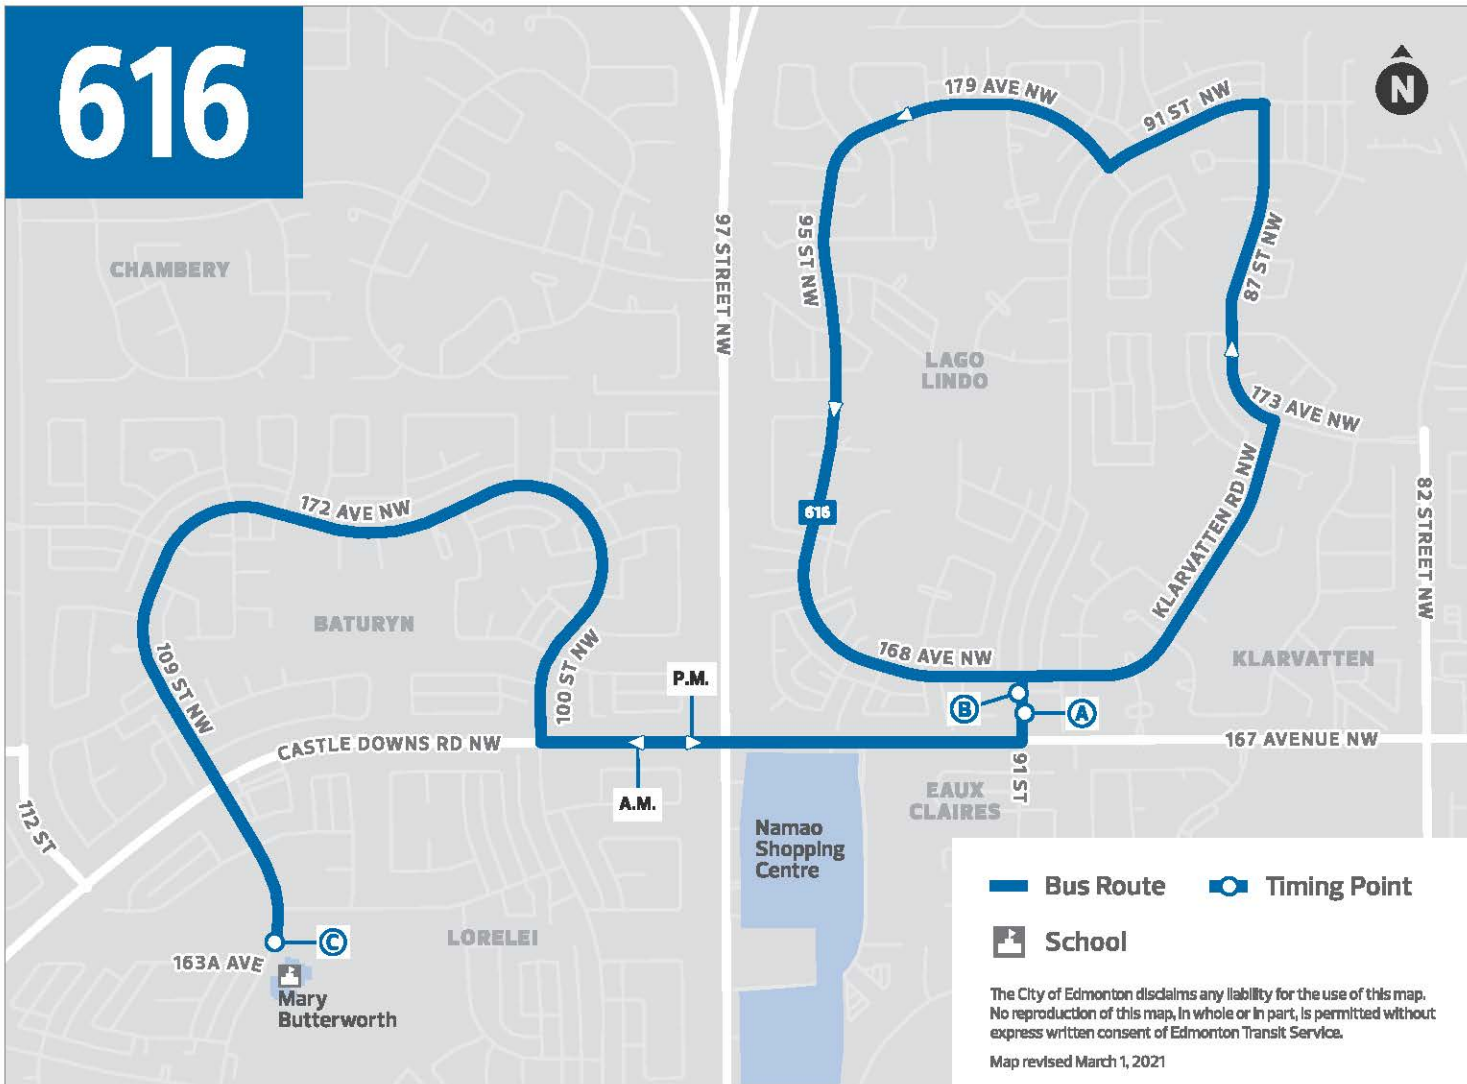 616
N
179 AVE NW
91 ST NW
97 STREET NW
95 ST NW
87 ST NW
CHAMBERY
LAGO
LINDO
173 AVE NW
172 AVE NW
616
KLARVATTEN RD NW
82 STREET NW
BATURYN
109 ST NW
100 ST NW
168 AVE NW
KLARVATTEN
P.M.
B
A
CASTLE DOWNS RD NW
167 AVENUE NW
A.M.
91 ST
EAUX
CLAIRES
112 ST
Namao
Shopping
Centre
LORELEI
C
163A AVE
Mary
Butterworth
Bus Route
Timing Point
School
The City of Edmonton disclaims any liability for the use of this map.
No reproduction of this map, in whole or in part, is permitted without
express written consent of Edmonton Transit Service.
Map revised March 1, 2021